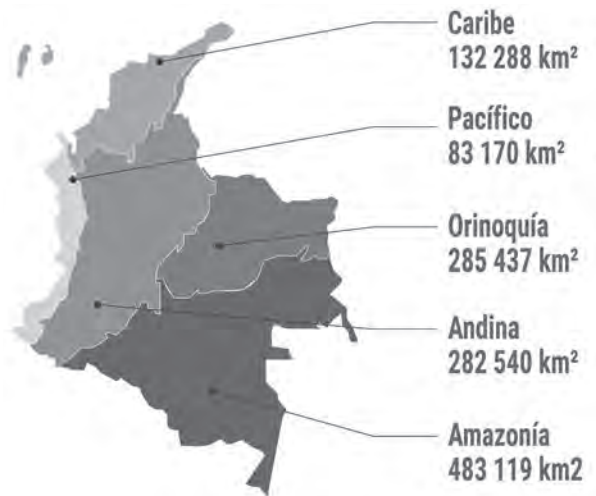 Caribe
132 288 km²
Pacífico
83 170 km²
Orinoquía
285 437 km²
Andina
282 540 km²
Amazonía
483 119 km2